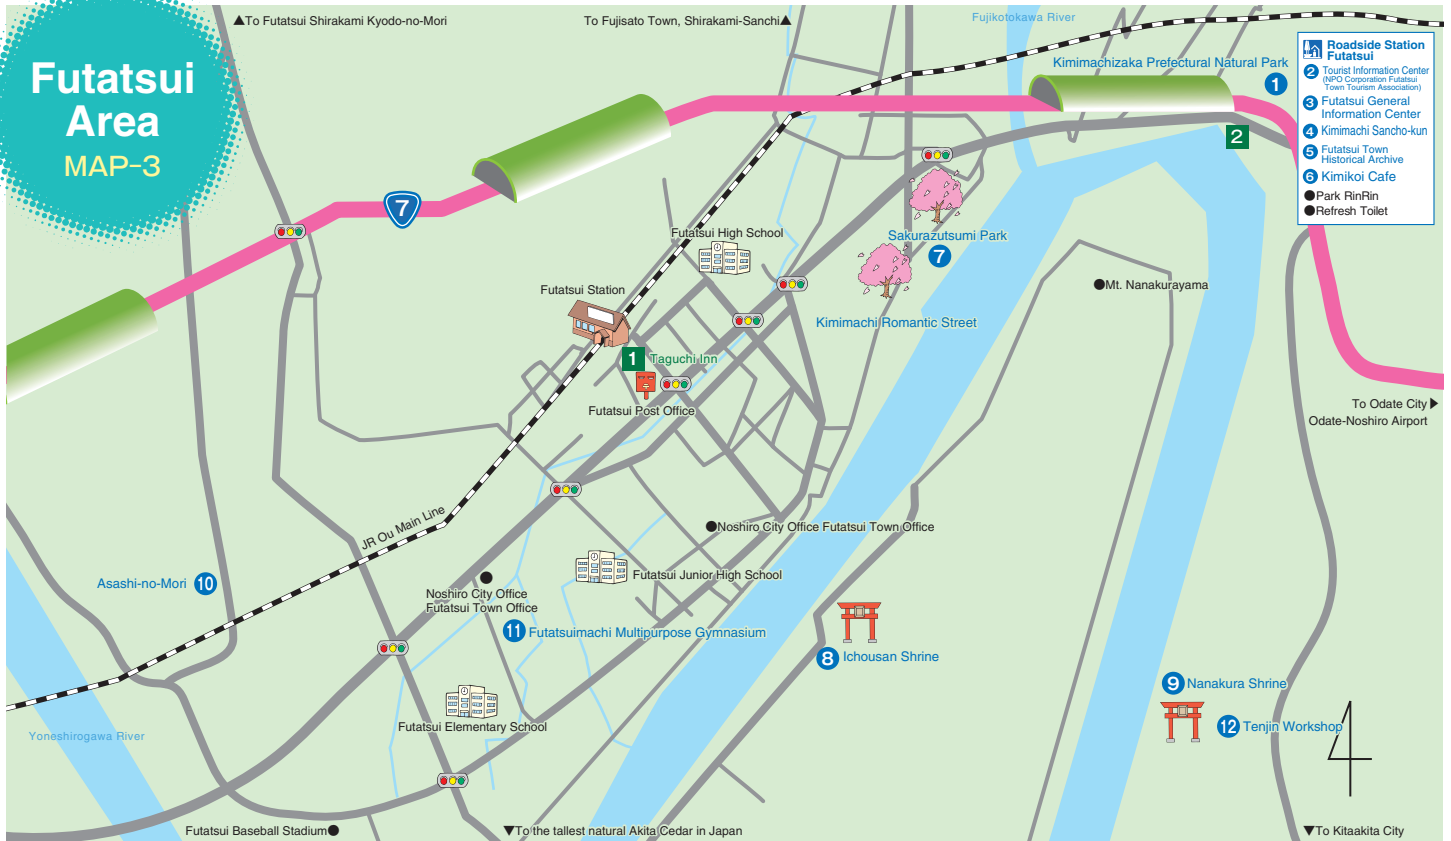 Futatsui
Area
MAP-3
▲To Futatsui Shirakami Kyodo-no-Mori
To Fujisato Town, Shirakami-Sanchi▲
Fujikotokawa River
Kimimachizaka Prefectural Natural Park
1
Roadside Station
Futatsui
2 Tourist Information Center
(NPO Corporation Futatsui
Town Tourism Association)
3 Futatsui General
Information Center
4 Kimimachi Sancho-kun
5 Futatsui Town
Historical Archive
6 Kimikoi Cafe
●Park RinRin
●Refresh Toilet
2
7
Futatsui High School
Sakurazutsumi Park
7
Futatsui Station
●Mt. Nanakurayama
Kimimachi Romantic Street
1 Taguchi Inn
Futatsui Post Office
To Odate City▶
Odate-Noshiro Airport
JR Ou Main Line
●Noshiro City Office Futatsui Town Office
Asashi-no-Mori 10
Futatsui Junior High School
Noshiro City Office
Futatsui Town Office
11 Futatsuimachi Multipurpose Gymnasium
8 Ichousan Shrine
9 Nanakura Shrine
12 Tenjin Workshop
Futatsui Elementary School
Yoneshirogawa River
Futatsui Baseball Stadium●
▼To the tallest natural Akita Cedar in Japan
▼To Kitaakita City